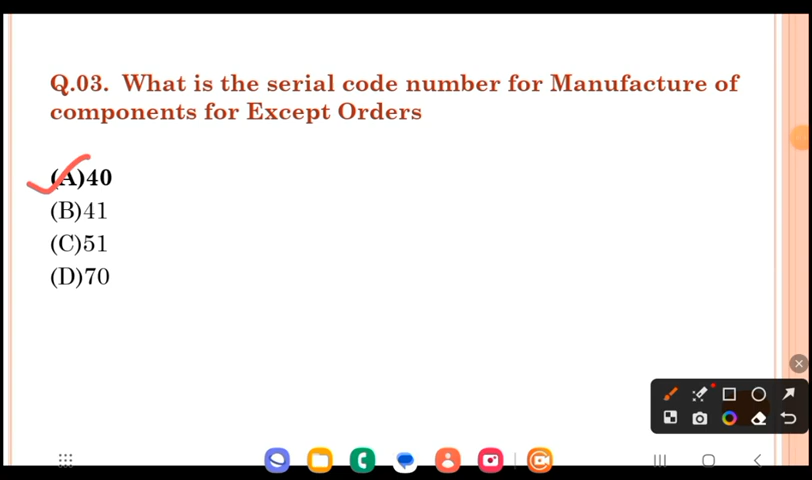 Q.03. What is the serial code number for Manufacture of
components for Except Orders
(A)40
(B)41
(C)51
(D)70